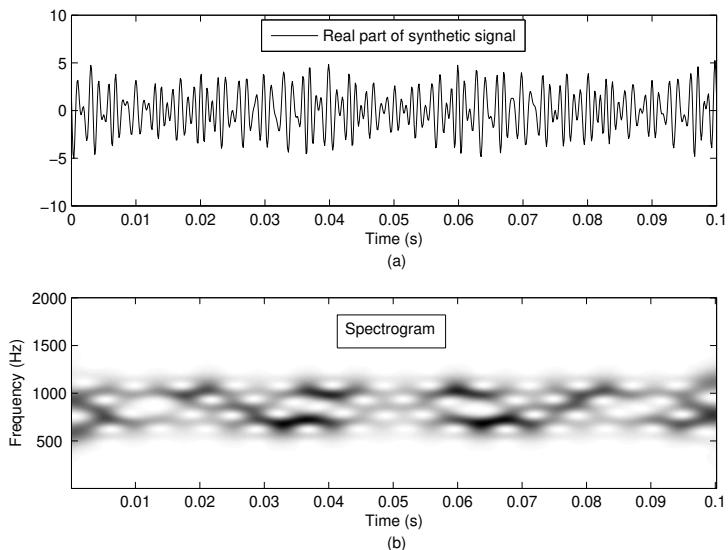 10
5
0
−5
−10
Real part of synthetic signal
0 0.01 0.02 0.03 0.04 0.05 0.06 0.07 0.08 0.09 0.1
Time (s)
(a)
2000
1500
1000
500
Frequency (Hz)
Spectrogram
0.01 0.02 0.03 0.04 0.05 0.06 0.07 0.08 0.09 0.1
Time (s)
(b)